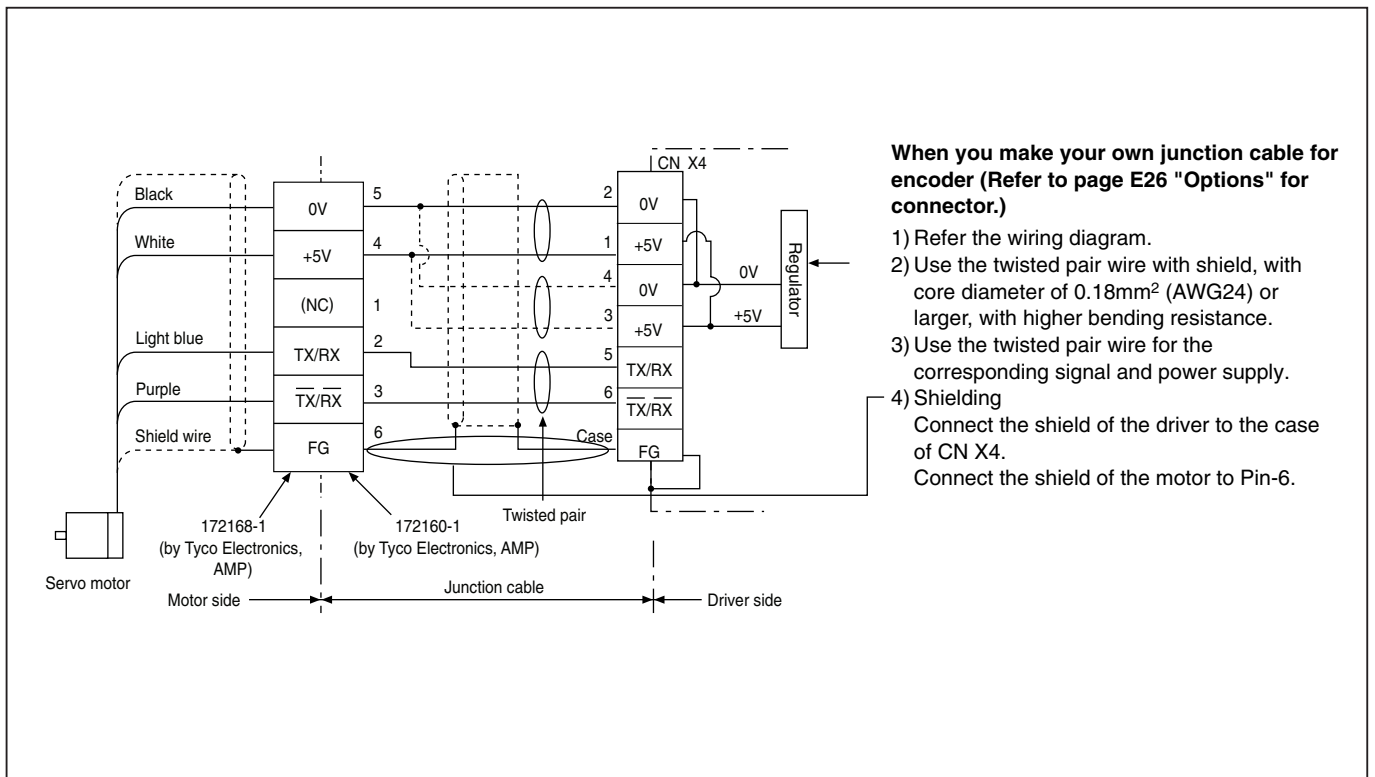 Black
White
Light blue
Purple
Shield wire
Servo motor
0V
+5V
(NC)
TX/RX
T̅X̅/R̅X̅
FG
5
4
1
2
3
6
172168-1
(by Tyco Electronics,
AMP)
172160-1
(by Tyco Electronics, AMP)
Twisted pair
Motor side
Junction cable
Driver side
CN X4
2
1
4
3
5
6
Case
0V
+5V
0V
+5V
TX/RX
T̅X̅/R̅X̅
FG
0V
+5V
Regulator
When you make your own junction cable for
encoder (Refer to page E26 "Options" for
connector.)
1) Refer the wiring diagram.
2) Use the twisted pair wire with shield, with
core diameter of 0.18mm² (AWG24) or
larger, with higher bending resistance.
3) Use the twisted pair wire for the
corresponding signal and power supply.
4) Shielding
Connect the shield of the driver to the case
of CN X4.
Connect the shield of the motor to Pin-6.